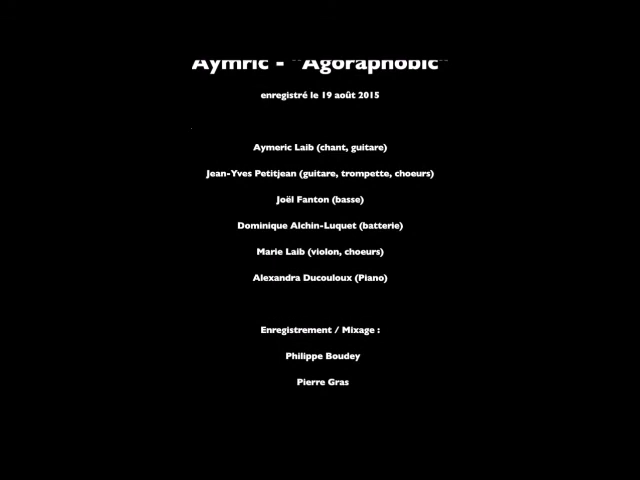 Aymric - "Agoraphobic"
enregistré le 19 août 2015
Aymeric Laib (chant, guitare)
Jean-Yves Petitjean (guitare, trompette, choeurs)
Joël Fanton (basse)
Dominique Alchin-Luquet (batterie)
Marie Laib (violon, choeurs)
Alexandra Ducouloux (Piano)
Enregistrement / Mixage :
Philippe Boudey
Pierre Gras